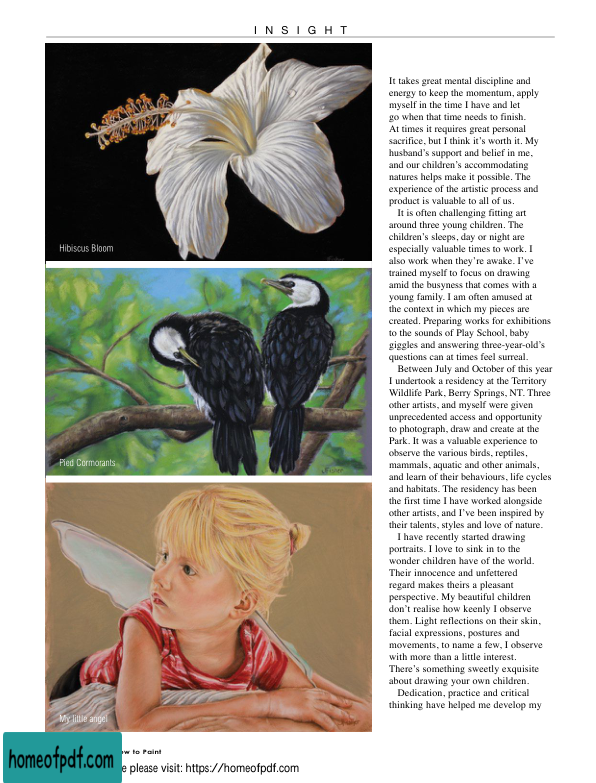 INSIGHT
Hibiscus Bloom
Pied Cormorants
My little angel
It takes great mental discipline and
energy to keep the momentum, apply
myself in the time I have and let
go when that time needs to finish.
At times it requires great personal
sacrifice, but I think it's worth it. My
husband's support and belief in me,
and our children's accommodating
natures helps make it possible. The
experience of the artistic process and
product is valuable to all of us.
It is often challenging fitting art
around three young children. The
children's sleeps, day or night are
especially valuable times to work. I
also work when they're awake. I've
trained myself to focus on drawing
amid the busyness that comes with a
young family. I am often amused at
the context in which my pieces are
created. Preparing works for exhibitions
to the sounds of Play School, baby
giggles and answering three-year-old's
questions can at times feel surreal.
Between July and October of this year
I undertook a residency at the Territory
Wildlife Park, Berry Springs, NT. Three
other artists, and myself were given
unprecedented access and opportunity
to photograph, draw and create at the
Park. It was a valuable experience to
observe the various birds, reptiles,
mammals, aquatic and other animals,
and learn of their behaviours, life cycles
and habitats. The residency has been
the first time I have worked alongside
other artists, and I've been inspired by
their talents, styles and love of nature.
I have recently started drawing
portraits. I love to sink in to the
wonder children have of the world.
Their innocence and unfettered
regard makes theirs a pleasant
perspective. My beautiful children
don't realise how keenly I observe
them. Light reflections on their skin,
facial expressions, postures and
movements, to name a few, I observe
with more than a little interest.
There's something sweetly exquisite
about drawing your own children.
Dedication, practice and critical
thinking have helped me develop my
ow to Paint
homeofpdf.com
e please visit: https://homeofpdf.com